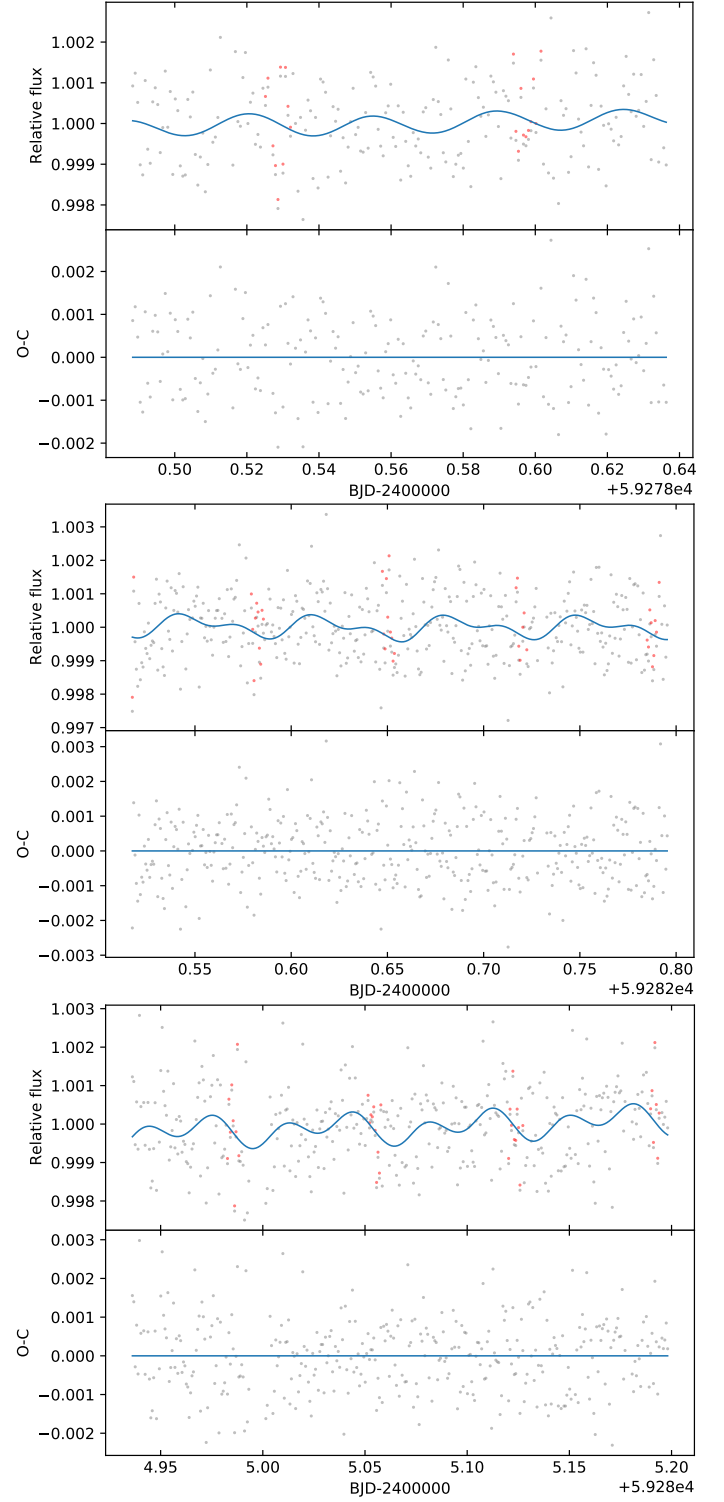 1.002
1.001
1.000
0.999
0.998
Relative flux
0.002
0.001
0.000
−0.001
−0.002
O-C
0.50 0.52 0.54 0.56 0.58 0.60 0.62 0.64
BJD-2400000
+5.9278e4
1.003
1.002
1.001
1.000
0.999
0.998
0.997
Relative flux
0.003
0.002
0.001
0.000
−0.001
−0.002
−0.003
O-C
0.55 0.60 0.65 0.70 0.75 0.80
BJD-2400000
+5.9282e4
1.003
1.002
1.001
1.000
0.999
0.998
Relative flux
0.003
0.002
0.001
0.000
−0.001
−0.002
O-C
4.95 5.00 5.05 5.10 5.15 5.20
BJD-2400000
+5.928e4